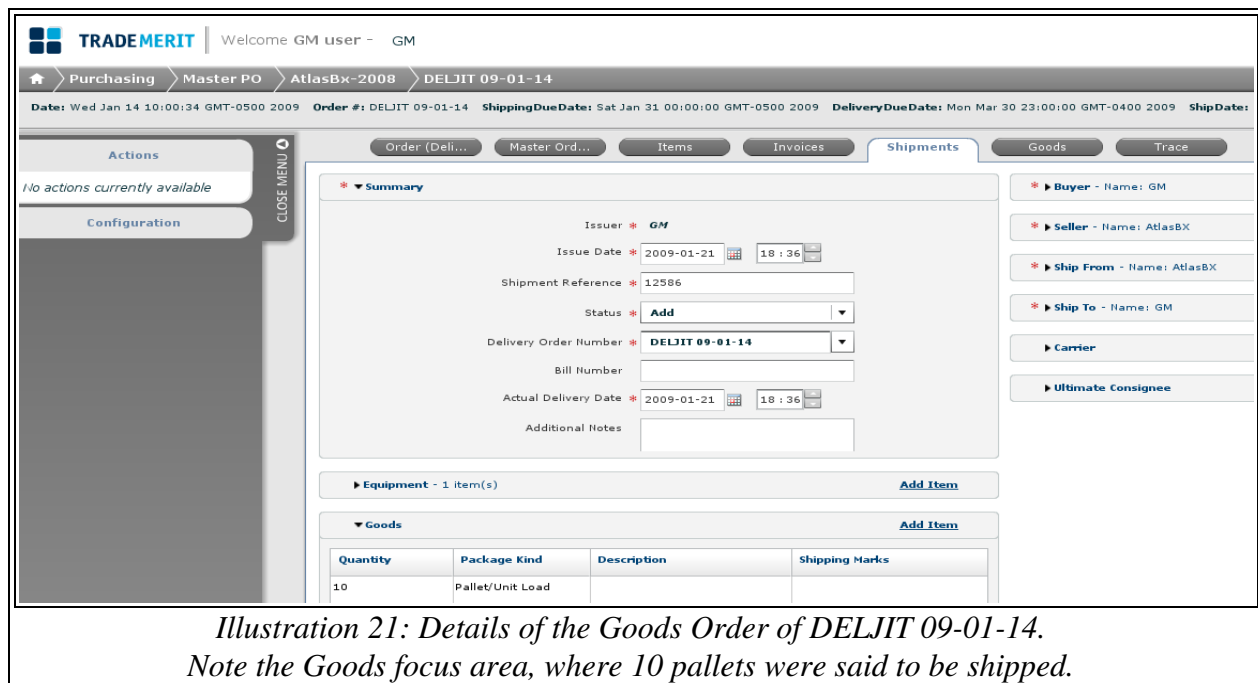 TRADEMERIT Welcome GM user - GM
Purchasing Master PO AtlasBx-2008 DELJIT 09-01-14
Date: Wed Jan 14 10:00:34 GMT-0500 2009 Order #: DELJIT 09-01-14 ShippingDueDate: Sat Jan 31 00:00:00 GMT-0500 2009 DeliveryDueDate: Mon Mar 30 23:00:00 GMT-0400 2009 ShipDate:
Actions
No actions currently available
Configuration
CLOSE MENU
Order (Deli... Master Ord... Items Invoices Shipments Goods Trace
* Summary
Issuer * GM
Issue Date * 2009-01-21 18 : 36
Shipment Reference * 12586
Status * Add
Delivery Order Number * DELJIT 09-01-14
Bill Number
Actual Delivery Date * 2009-01-21 18 : 36
Additional Notes
Equipment - 1 item(s) Add Item
Goods Add Item
Quantity Package Kind Description Shipping Marks
10 Pallet/Unit Load
* Buyer - Name: GM
* Seller - Name: AtlasBX
* Ship From - Name: AtlasBX
* Ship To - Name: GM
Carrier
Ultimate Consignee
Illustration 21: Details of the Goods Order of DELJIT 09-01-14.
Note the Goods focus area, where 10 pallets were said to be shipped.